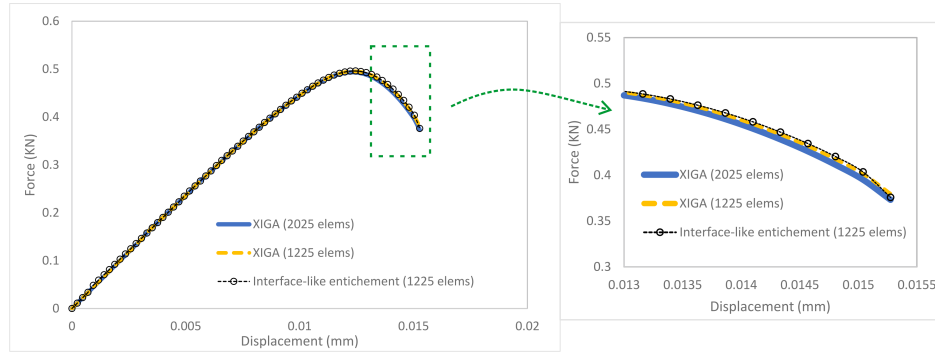 0.6
0.5
0.4
0.3
0.2
0.1
0
Force (KN)
XIGA (2025 elems)
XIGA (1225 elems)
Interface-like entichement (1225 elems)
0
0.005
0.01
0.015
0.02
Displacement (mm)
0.55
0.5
0.45
0.4
0.35
0.3
Force (KN)
XIGA (2025 elems)
XIGA (1225 elems)
Interface-like entichement (1225 elems)
0.013
0.0135
0.014
0.0145
0.015
0.0155
Displacement (mm)